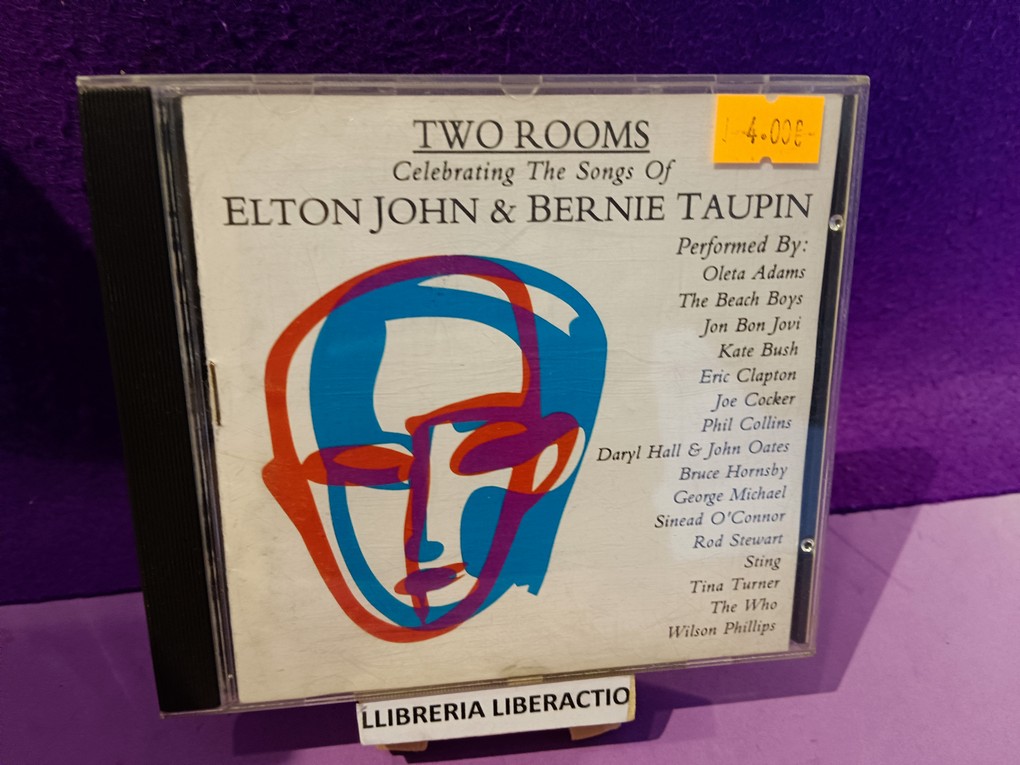 TWO ROOMS
4.00€
Celebrating The Songs Of
ELTON JOHN & BERNIE TAUPIN
Performed By:
Oleta Adams
The Beach Boys
Jon Bon Jovi
Kate Bush
Eric Clapton
Joe Cocker
Phil Collins
Daryl Hall & John Oates
Bruce Hornsby
George Michael
Sinead O'Connor
Rod Stewart
Sting
Tina Turner
The Who
Wilson Phillips
LLIBRERIA LIBERACTIO